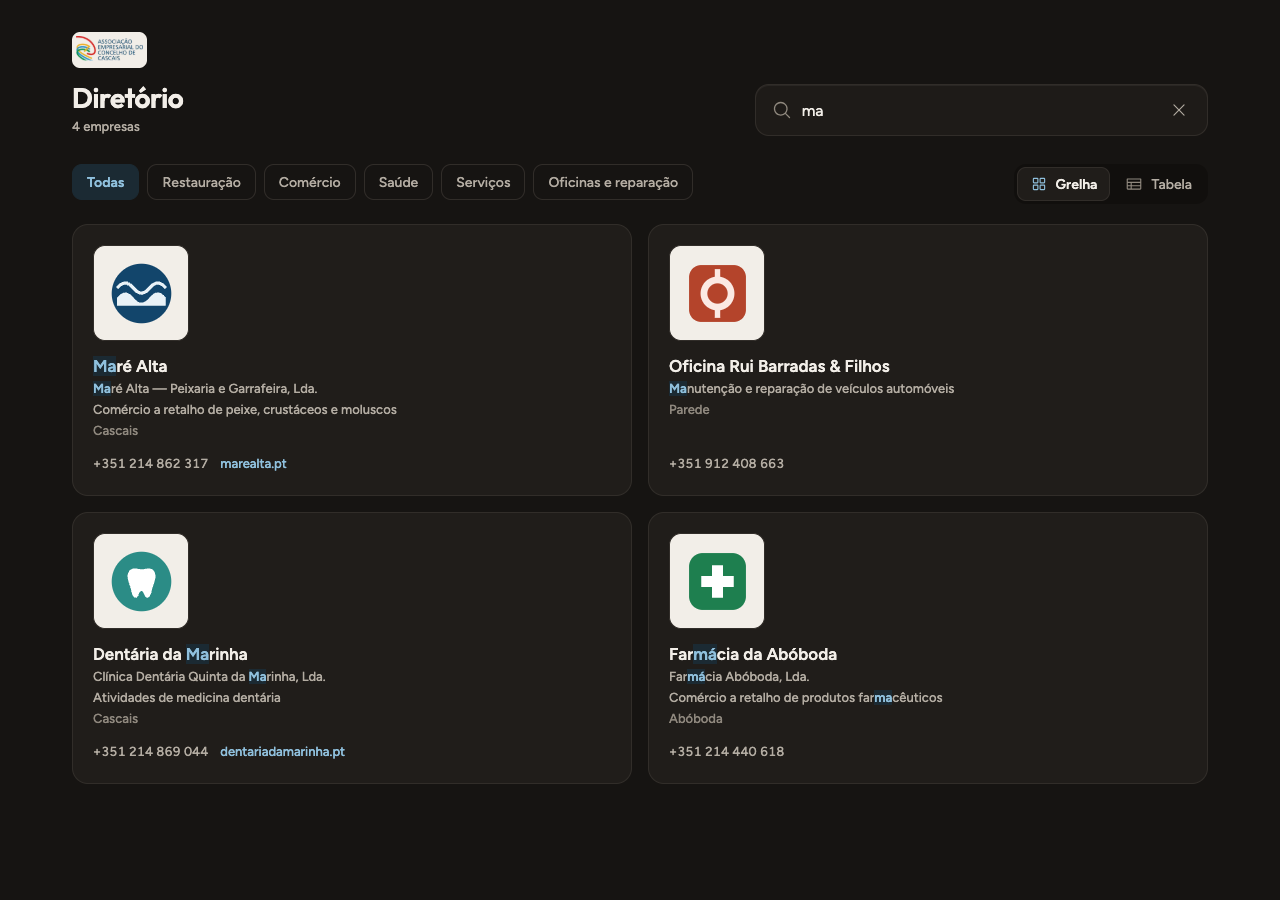 ASSOCIAÇÃO
EMPRESARIAL DO
CONCELHO DE
CASCAIS
Diretório
4 empresas
ma
Todas
Restauração
Comércio
Saúde
Serviços
Oficinas e reparação
Grelha
Tabela
Maré Alta
Maré Alta — Peixaria e Garrafeira, Lda.
Comércio a retalho de peixe, crustáceos e moluscos
Cascais
+351 214 862 317 marealta.pt
Oficina Rui Barradas & Filhos
Manutenção e reparação de veículos automóveis
Parede
+351 912 408 663
Dentária da Marinha
Clínica Dentária Quinta da Marinha, Lda.
Atividades de medicina dentária
Cascais
+351 214 869 044 dentariadamarinha.pt
Farmácia da Abóboda
Farmácia Abóboda, Lda.
Comércio a retalho de produtos farmacêuticos
Abóboda
+351 214 440 618